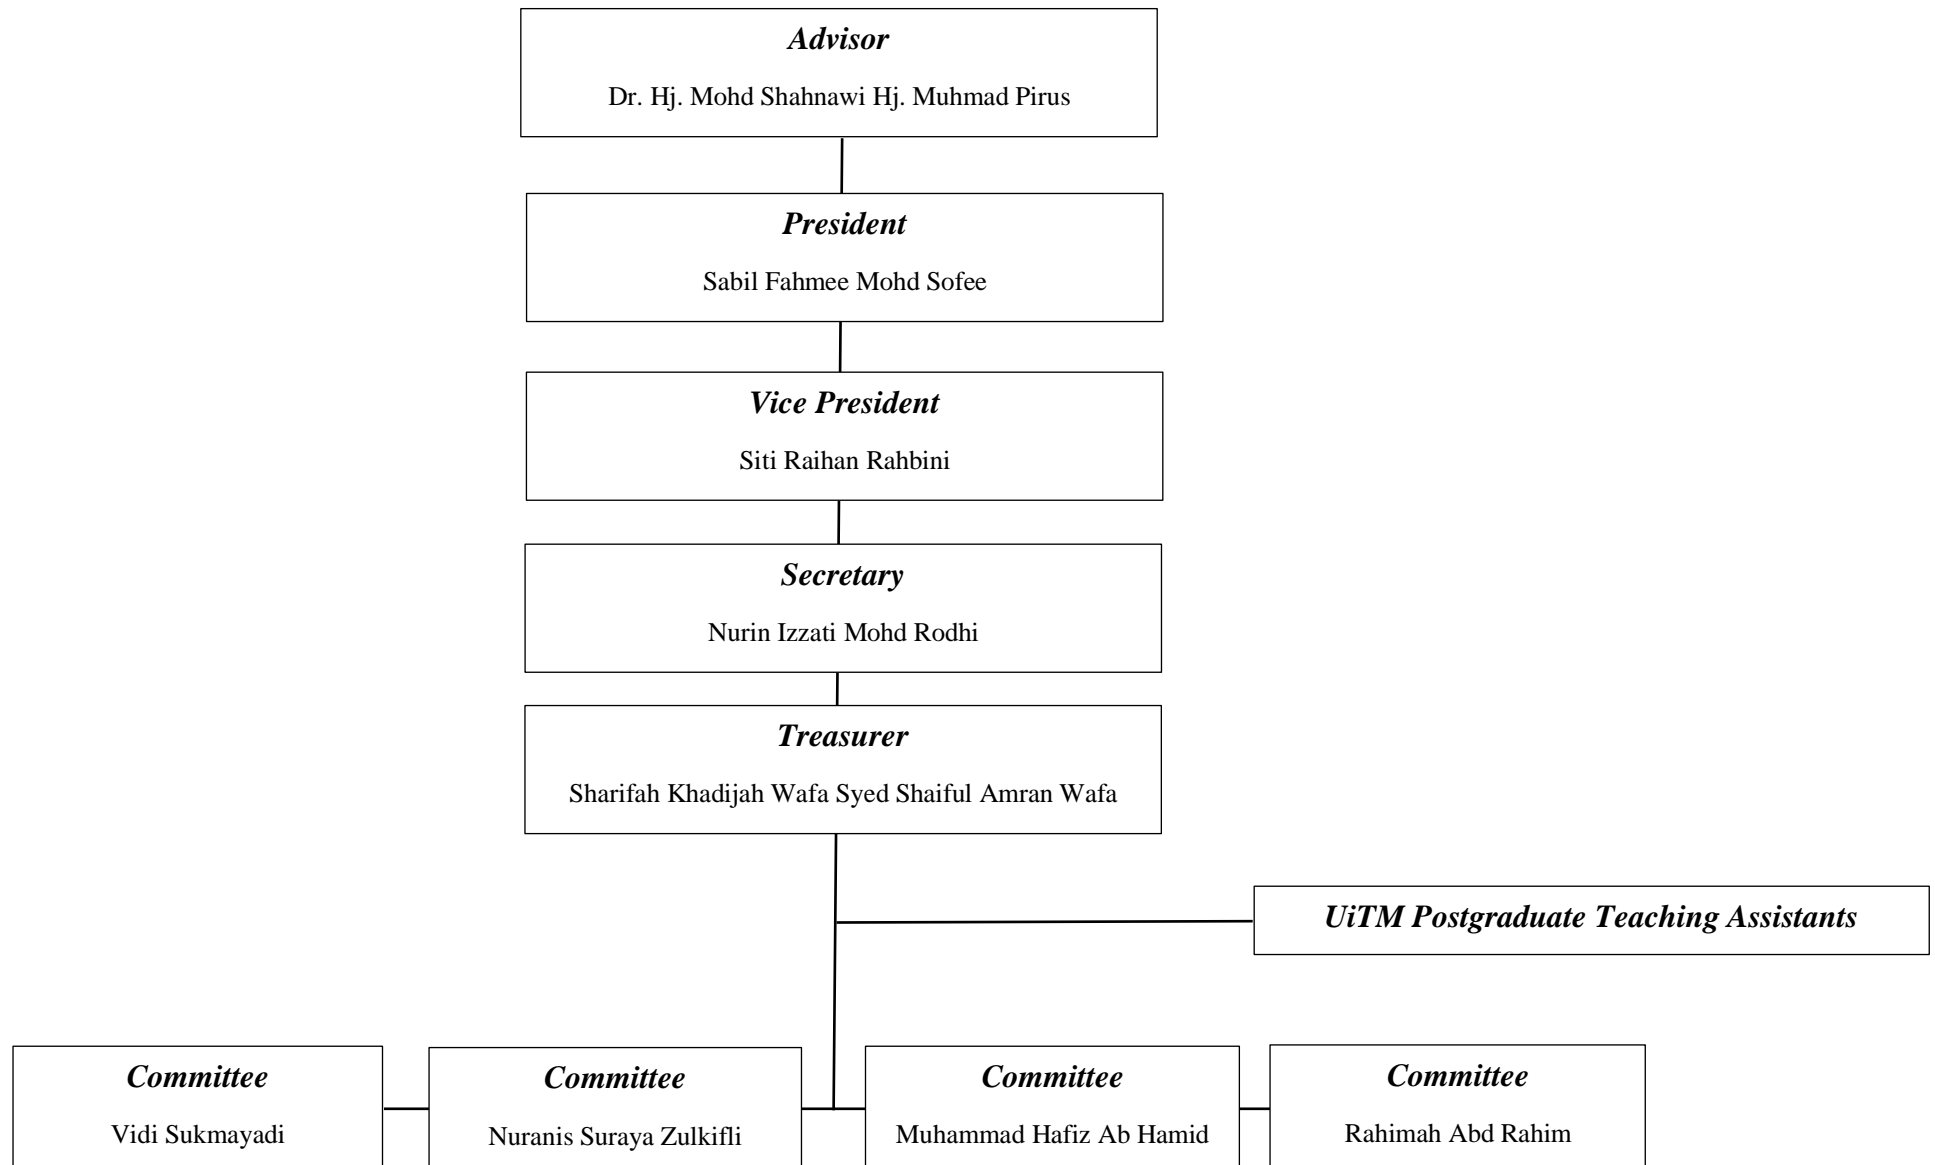 Advisor
Dr. Hj. Mohd Shahnawi Hj. Muhmad Pirus
President
Sabil Fahmee Mohd Sofee
Vice President
Siti Raihan Rahbini
Secretary
Nurin Izzati Mohd Rodhi
Treasurer
Sharifah Khadijah Wafa Syed Shaiful Amran Wafa
UiTM Postgraduate Teaching Assistants
Committee
Vidi Sukmayadi
Committee
Nuranis Suraya Zulkifli
Committee
Muhammad Hafiz Ab Hamid
Committee
Rahimah Abd Rahim